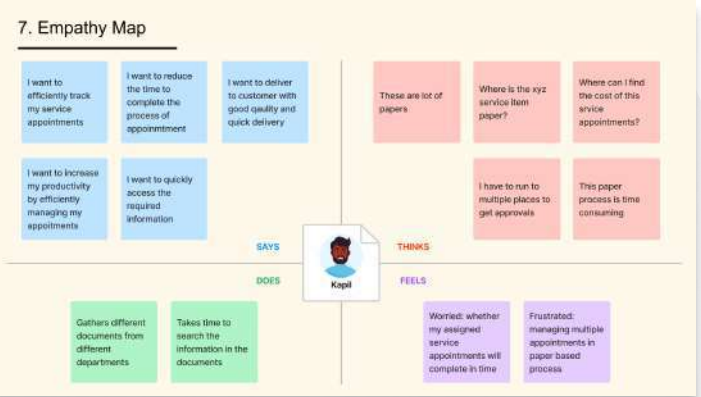 7. Empathy Map
I want to
efficiently track
my service
appointments
I want to reduce
the time to
complete the
process of
appoinmtment
I want to deliver
to customer with
good qaulity and
quick delivery
I want to increase
my productivity
by efficiently
managing my
appoitments
I want to quickly
access the
required
information
SAYS
These are lot of
papers
Where is the xyz
service item
paper?
Where can I find
the cost of this
srvice
appointments?
I have to run to
multiple places to
get approvals
This paper
process is time
consuming
THINKS
Kapil
DOES
Gathers different
documents from
different
departments
Takes time to
search the
information in the
documents
FEELS
Worried: whether
my assigned
service
appointments will
complete in time
Frustrated:
managing multiple
appointments in
paper based
process